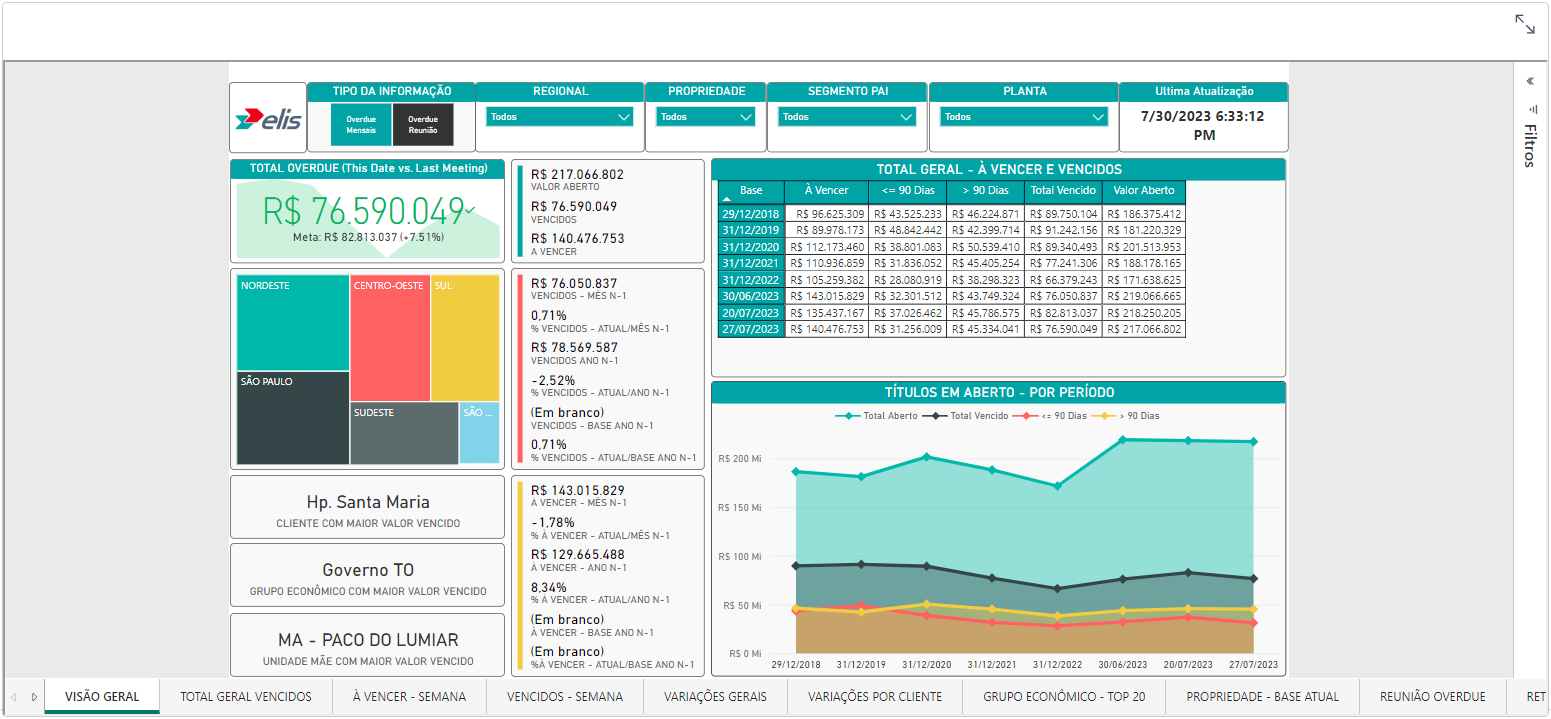 elis
TIPO DA INFORMAÇÃO
Overdue
Mensais
Overdue
Reunião
REGIONAL
Todos
PROPRIEDADE
Todos
SEGMENTO PAI
Todos
PLANTA
Todos
Ultima Atualização
7/30/2023 6:33:12
PM
Filtros
TOTAL OVERDUE (This Date vs. Last Meeting)
R$ 76.590.049
Meta: R$ 82.813.037 (+7.51%)
R$ 217.066.802
VALOR ABERTO
R$ 76.590.049
VENCIDOS
R$ 140.476.753
A VENCER
NORDESTE
CENTRO-OESTE
SUL
SÃO PAULO
SUDESTE
SÃO ...
R$ 76.050.837
VENCIDOS - MÊS N-1
0,71%
% VENCIDOS - ATUAL/MÊS N-1
R$ 78.569.587
VENCIDOS ANO N-1
-2,52%
% VENCIDOS - ATUAL/ANO N-1
(Em branco)
VENCIDOS - BASE ANO N-1
0,71%
% VENCIDOS - ATUAL/BASE ANO N-1
Hp. Santa Maria
CLIENTE COM MAIOR VALOR VENCIDO
Governo TO
GRUPO ECONÔMICO COM MAIOR VALOR VENCIDO
MA - PACO DO LUMIAR
UNIDADE MÃE COM MAIOR VALOR VENCIDO
R$ 143.015.829
À VENCER - MÊS N-1
-1,78%
% À VENCER - ATUAL/MÊS N-1
R$ 129.665.488
À VENCER - ANO N-1
8,34%
% À VENCER - ATUAL/ANO N-1
(Em branco)
À VENCER - BASE ANO N-1
(Em branco)
%À VENCER - ATUAL/BASE ANO N-1
TOTAL GERAL - À VENCER E VENCIDOS
Base À Vencer <= 90 Dias > 90 Dias Total Vencido Valor Aberto
29/12/2018 R$ 96.625.309 R$ 43.525.233 R$ 46.224.871 R$ 89.750.104 R$ 186.375.412
31/12/2019 R$ 89.978.173 R$ 48.842.442 R$ 42.399.714 R$ 91.242.156 R$ 181.220.329
31/12/2020 R$ 112.173.460 R$ 38.801.083 R$ 50.539.410 R$ 89.340.493 R$ 201.513.953
31/12/2021 R$ 110.936.859 R$ 31.836.052 R$ 45.405.254 R$ 77.241.306 R$ 188.178.165
31/12/2022 R$ 105.259.382 R$ 28.080.919 R$ 38.298.323 R$ 66.379.243 R$ 171.638.625
30/06/2023 R$ 143.015.829 R$ 32.301.512 R$ 43.749.324 R$ 76.050.837 R$ 219.066.665
20/07/2023 R$ 135.437.167 R$ 37.026.462 R$ 45.786.575 R$ 82.813.037 R$ 218.250.205
27/07/2023 R$ 140.476.753 R$ 31.256.009 R$ 45.334.041 R$ 76.590.049 R$ 217.066.802
TÍTULOS EM ABERTO - POR PERÍODO
Total Aberto Total Vencido <= 90 Dias > 90 Dias
R$ 200 Mi
R$ 150 Mi
R$ 100 Mi
R$ 50 Mi
R$ 0 Mi
29/12/2018 31/12/2019 31/12/2020 31/12/2021 31/12/2022 30/06/2023 20/07/2023 27/07/2023
VISÃO GERAL TOTAL GERAL VENCIDOS À VENCER - SEMANA VENCIDOS - SEMANA VARIAÇÕES GERAIS VARIAÇÕES POR CLIENTE GRUPO ECONÔMICO - TOP 20 PROPRIEDADE - BASE ATUAL REUNIÃO OVERDUE RET